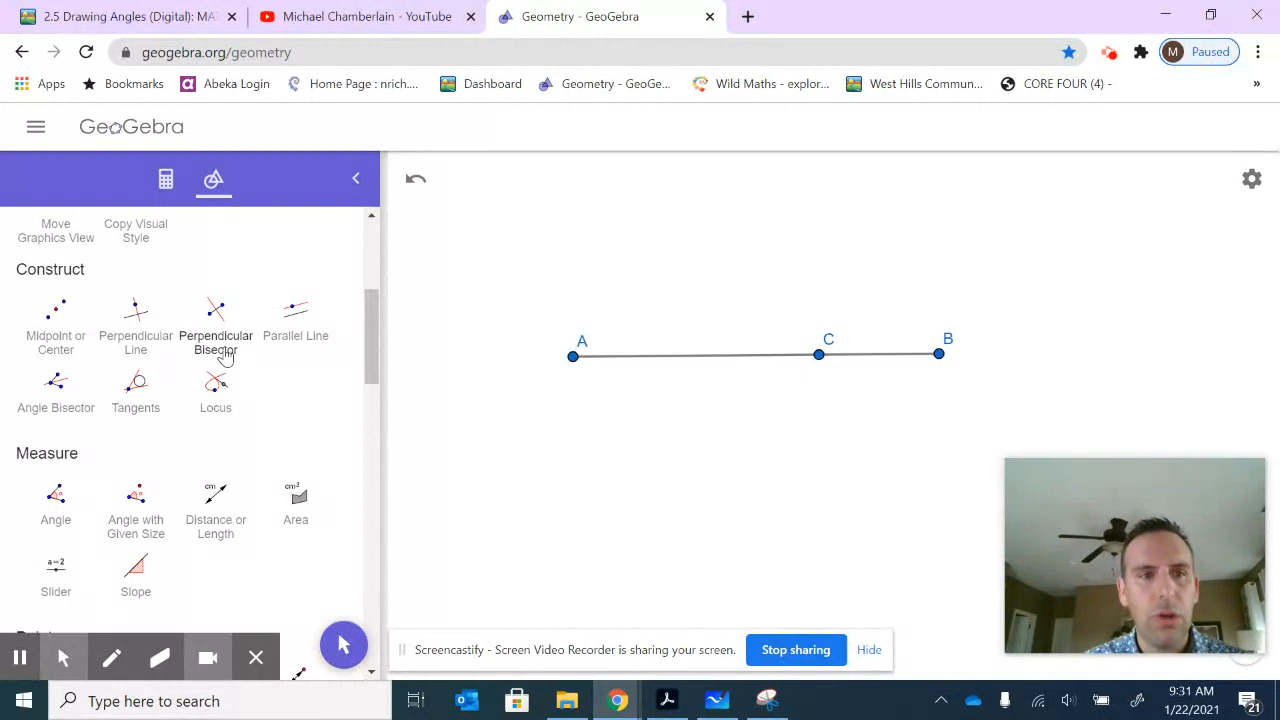 2.5 Drawing Angles (Digital): MA
Michael Chamberlain - YouTube
Geometry - GeoGebra
geogebra.org/geometry
M Paused
Apps
Bookmarks
Abeka Login
Home Page : nrich....
Dashboard
Geometry - GeoGe...
Wild Maths - explor...
West Hills Commun...
CORE FOUR (4) -
»
GeoGebra
Move
Graphics View
Copy Visual
Style
Construct
Midpoint or
Center
Perpendicular
Line
Perpendicular
Bisector
Parallel Line
Angle Bisector
Tangents
Locus
Measure
cm
cm²
Angle
Angle with
Given Size
Distance or
Length
Area
a=2
Slider
Slope
A
C
B
Screencastify - Screen Video Recorder is sharing your screen.
Stop sharing
Hide
Type here to search
9:31 AM
1/22/2021
21